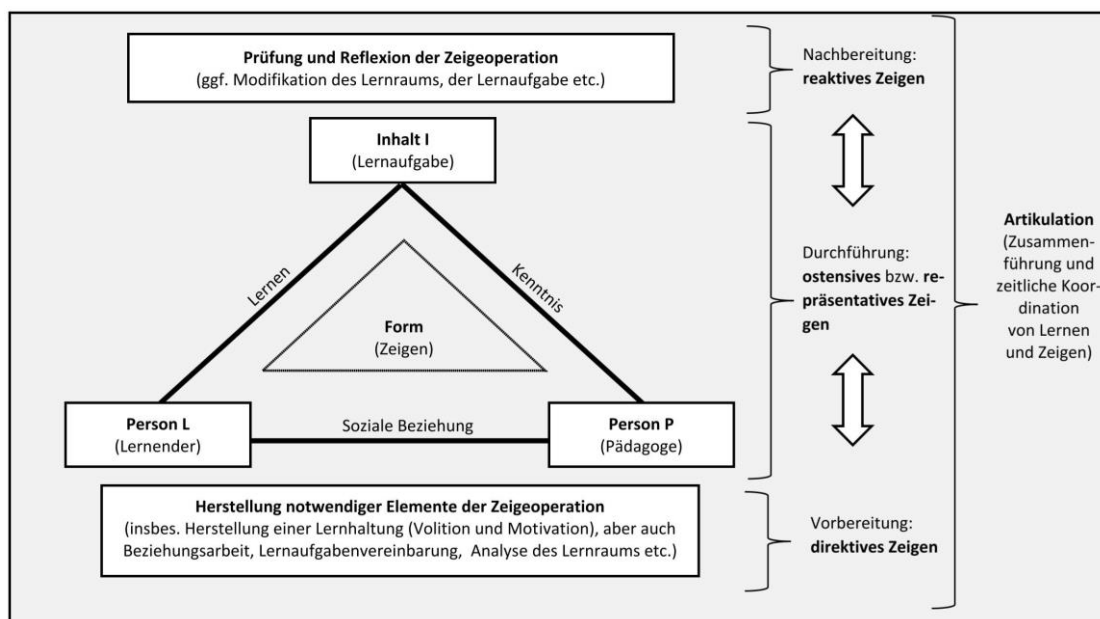 Prüfung und Reflexion der Zeigeoperation
(ggf. Modifikation des Lernraums, der Lernaufgabe etc.)
Nachbereitung:
reaktives Zeigen
Inhalt I
(Lernaufgabe)
Lernen
Kenntnis
Form
(Zeigen)
Durchführung:
ostensives bzw. re-
präsentatives Zei-
gen
Artikulation
(Zusammen-
führung und
zeitliche Koor-
dination
von Lernen
und Zeigen)
Person L
(Lernender)
Soziale Beziehung
Person P
(Pädagoge)
Herstellung notwendiger Elemente der Zeigeoperation
(insbes. Herstellung einer Lernhaltung (Volition und Motivation), aber auch
Beziehungsarbeit, Lernaufgabenvereinbarung, Analyse des Lernraums etc.)
Vorbereitung:
direktives Zeigen